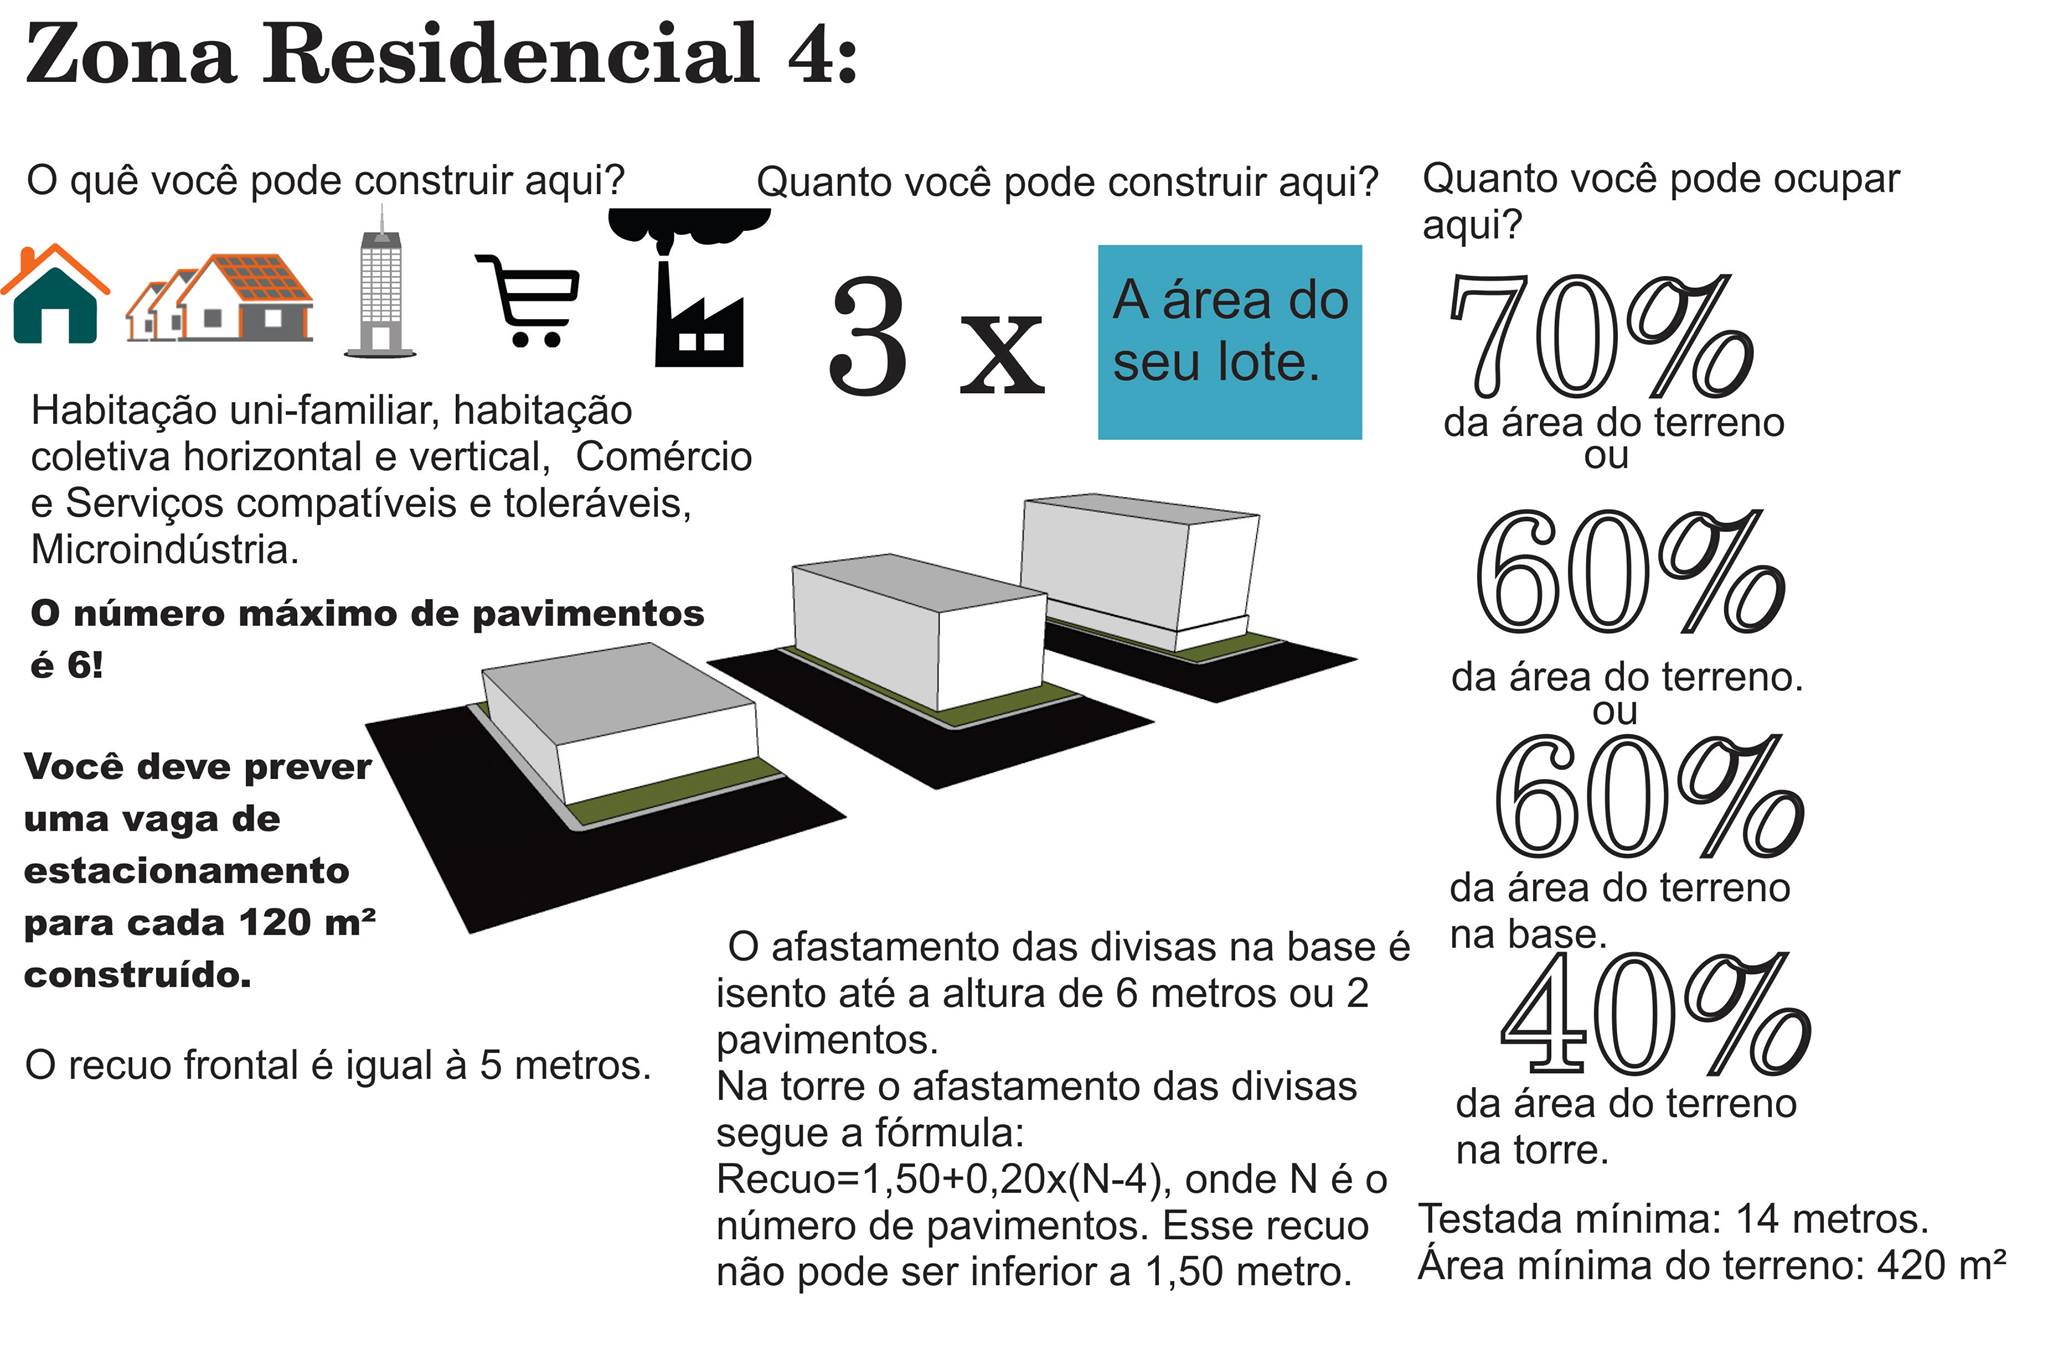 Zona Residencial 4:
O quê você pode construir aqui?
Habitação uni-familiar, habitação
coletiva horizontal e vertical,  Comércio
e Serviços compatíveis e toleráveis,
Microindústria.
O número máximo de pavimentos
é 6!
Você deve prever
uma vaga de
estacionamento
para cada 120 m²
construído.
O recuo frontal é igual à 5 metros.
Quanto você pode construir aqui?
3 x
A área do
seu lote.
O afastamento das divisas na base é
isento até a altura de 6 metros ou 2
pavimentos.
Na torre o afastamento das divisas
segue a fórmula:
Recuo=1,50+0,20x(N-4), onde N é o
número de pavimentos. Esse recuo
não pode ser inferior a 1,50 metro.
Quanto você pode ocupar
aqui?
70%
da área do terreno
ou
60%
da área do terreno.
ou
60%
da área do terreno
na base.
40%
da área do terreno
na torre.
Testada mínima: 14 metros.
Área mínima do terreno: 420 m²